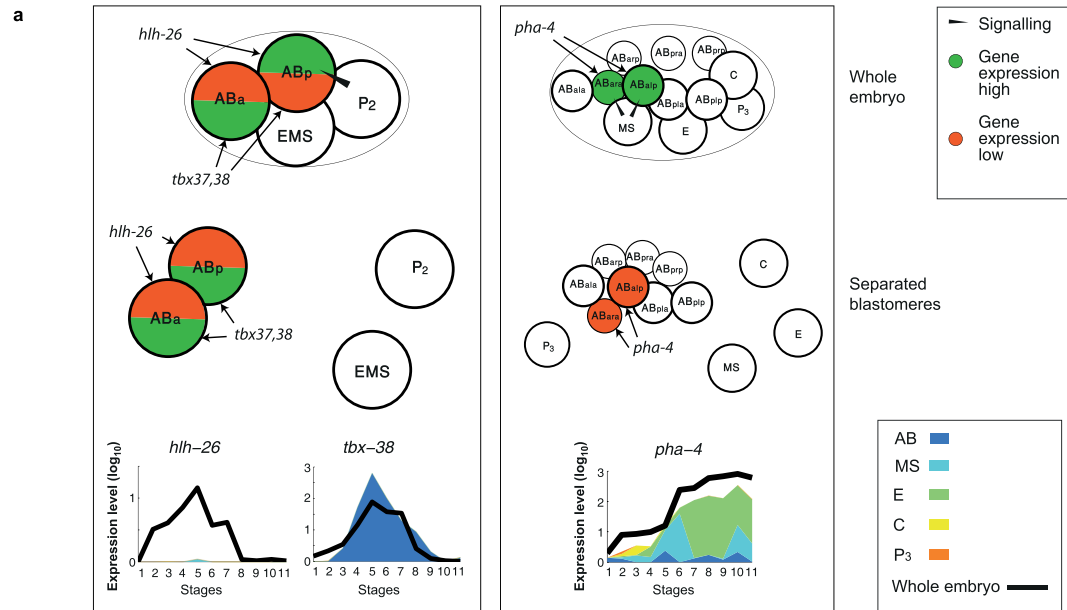 a
hlh-26
ABp
ABa
P2
EMS
tbx37,38
pha-4
ABarp
ABpra
ABprp
C
ABala
ABara
ABalp
ABpla
ABplp
P3
MS
E
Signalling
Gene
expression
high
Gene
expression
low
Whole
embryo
hlh-26
ABp
ABa
P2
tbx37,38
EMS
ABarp
ABpra
ABprp
C
ABala
ABalp
ABpla
ABplp
ABara
P3
pha-4
E
MS
Separated
blastomeres
hlh-26
Expression level (log10)
1
0
1 2 3 4 5 6 7 8 9 10 11
Stages
tbx-38
3
2
1
0
1 2 3 4 5 6 7 8 9 10 11
Stages
pha-4
Expression level (log10)
3
2
1
0
1 2 3 4 5 6 7 8 9 10 11
Stages
AB
MS
E
C
P3
Whole embryo